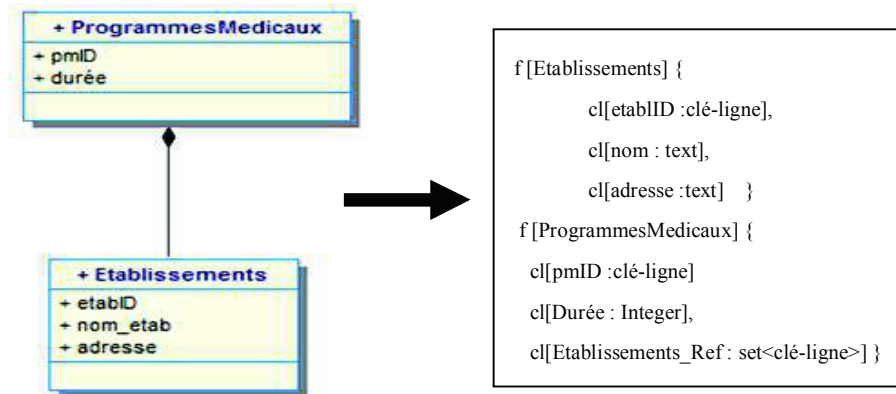 + ProgrammesMedicaux
+ pmID
+ durée
+ Etablissements
+ etabID
+ nom_etab
+ adresse
f [Etablissements] {
cl[etablID :clé-ligne],
cl[nom : text],
cl[adresse :text] }
f [ProgrammesMedicaux] {
cl[pmID :clé-ligne]
cl[Durée : Integer],
cl[Etablissements_Ref : set<clé-ligne>] }